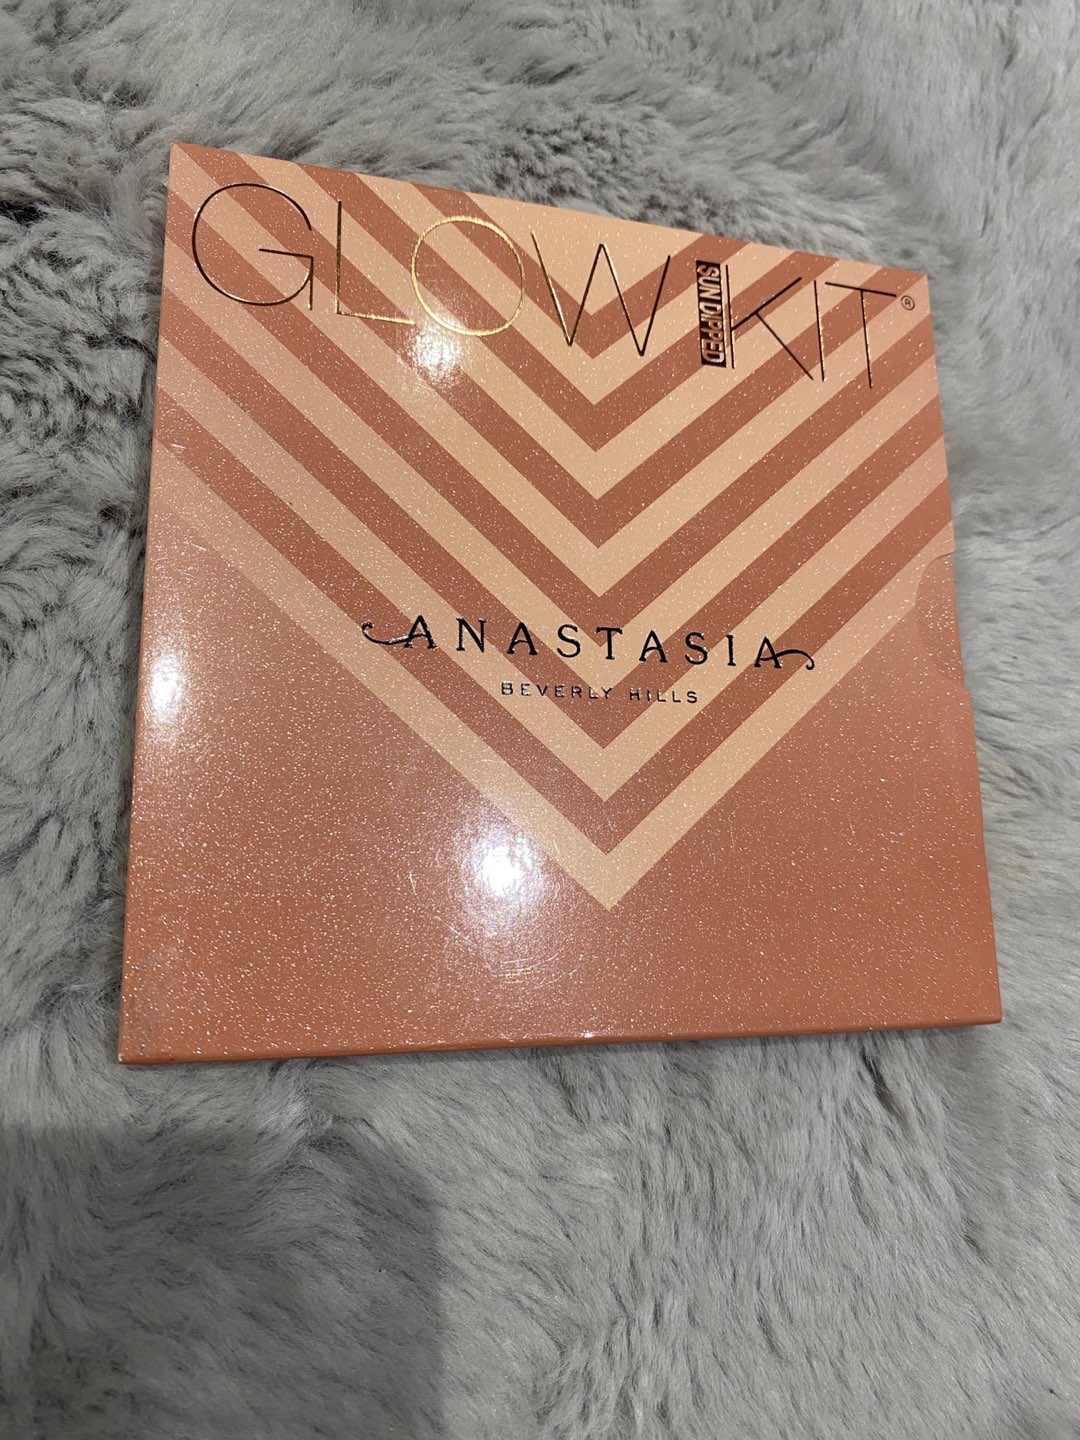 GLOW KIT®
SUN DIPPED
ANASTASIA
BEVERLY HILLS